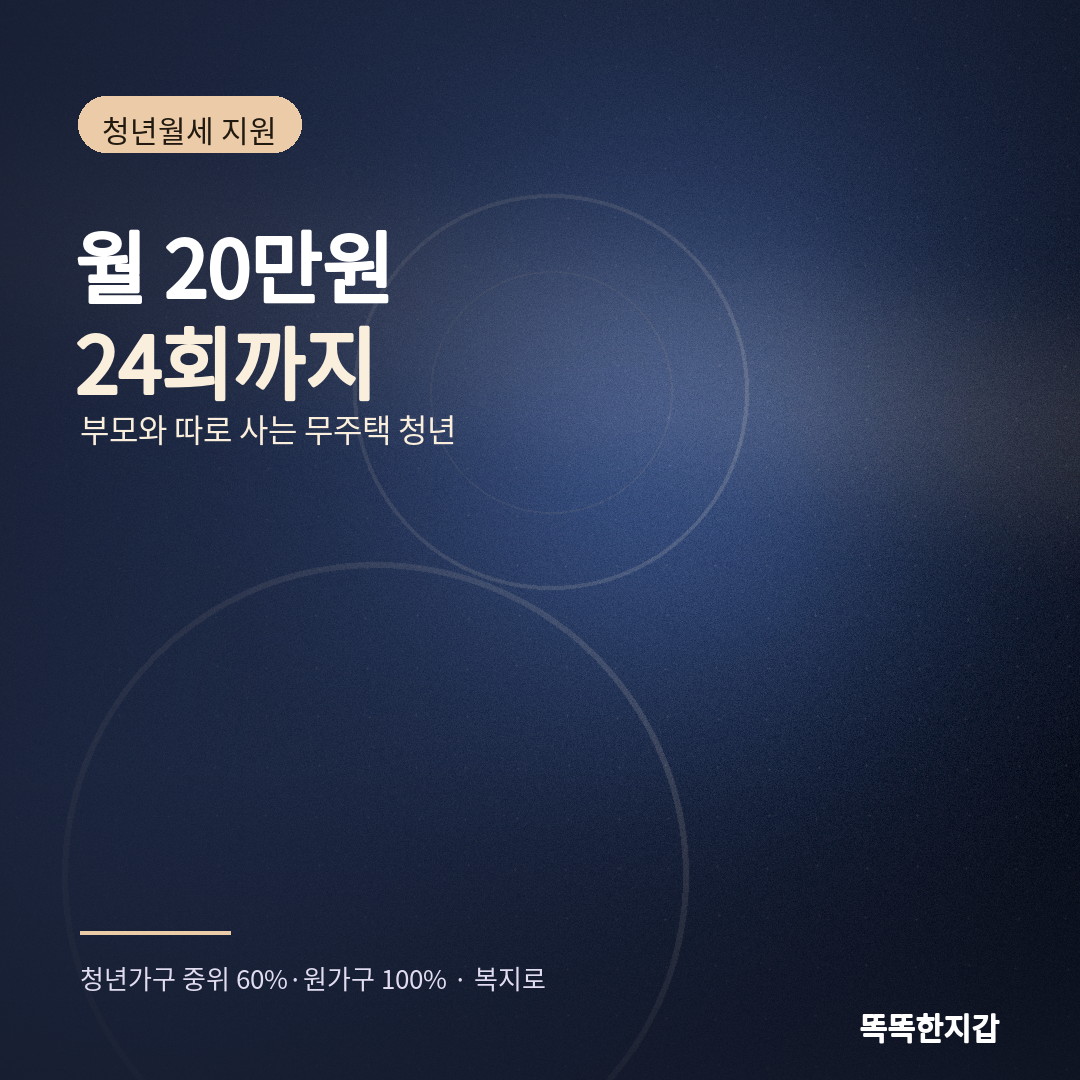 청년월세 지원
월 20만원
24회까지
부모와 따로 사는 무주택 청년
청년가구 중위 60%·원가구 100% · 복지로
똑똑한지갑